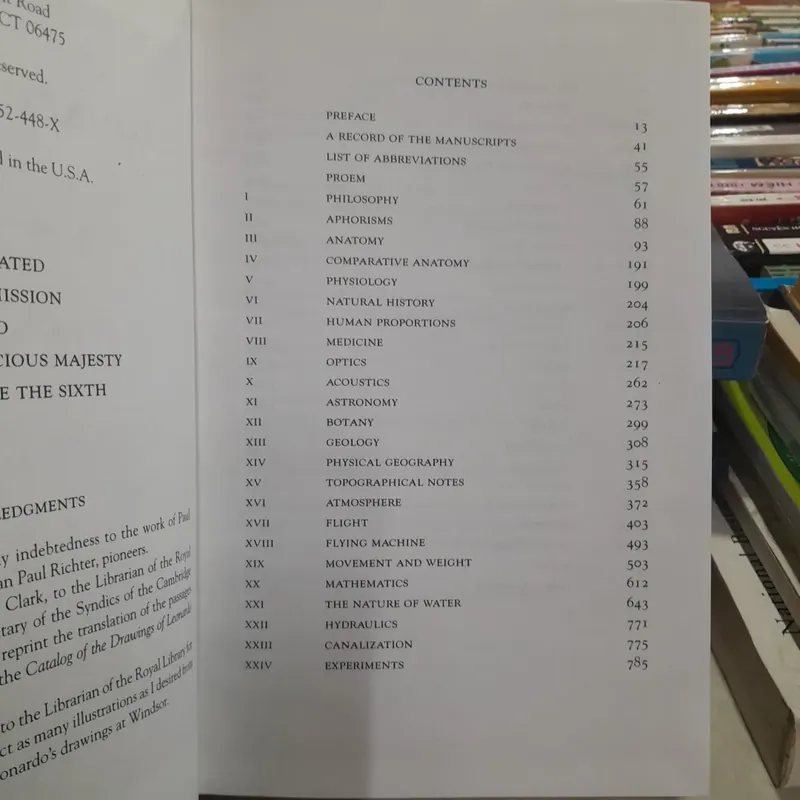 Road
CT 06475
served.
52-448-X
in the U.S.A.
ATED
MISSION
O
CIOUS MAJESTY
E THE SIXTH
EDGMENTS
y indebtedness to the work of Paul
an Paul Richter, pioneers.
Clark, to the Librarian of the Royal
tary of the Syndics of the Cambridge
reprint the translation of the passages
the Catalog of the Drawings of Leonardo
to the Librarian of the Royal Library for
ct as many illustrations as I desired from
onardo's drawings at Windsor.
CONTENTS
PREFACE 13
A RECORD OF THE MANUSCRIPTS 41
LIST OF ABBREVIATIONS 55
PROEM 57
I PHILOSOPHY 61
II APHORISMS 88
III ANATOMY 93
IV COMPARATIVE ANATOMY 191
V PHYSIOLOGY 199
VI NATURAL HISTORY 204
VII HUMAN PROPORTIONS 206
VIII MEDICINE 215
IX OPTICS 217
X ACOUSTICS 262
XI ASTRONOMY 273
XII BOTANY 299
XIII GEOLOGY 308
XIV PHYSICAL GEOGRAPHY 315
XV TOPOGRAPHICAL NOTES 358
XVI ATMOSPHERE 372
XVII FLIGHT 403
XVIII FLYING MACHINE 493
XIX MOVEMENT AND WEIGHT 503
XX MATHEMATICS 612
XXI THE NATURE OF WATER 643
XXII HYDRAULICS 771
XXIII CANALIZATION 775
XXIV EXPERIMENTS 785
National